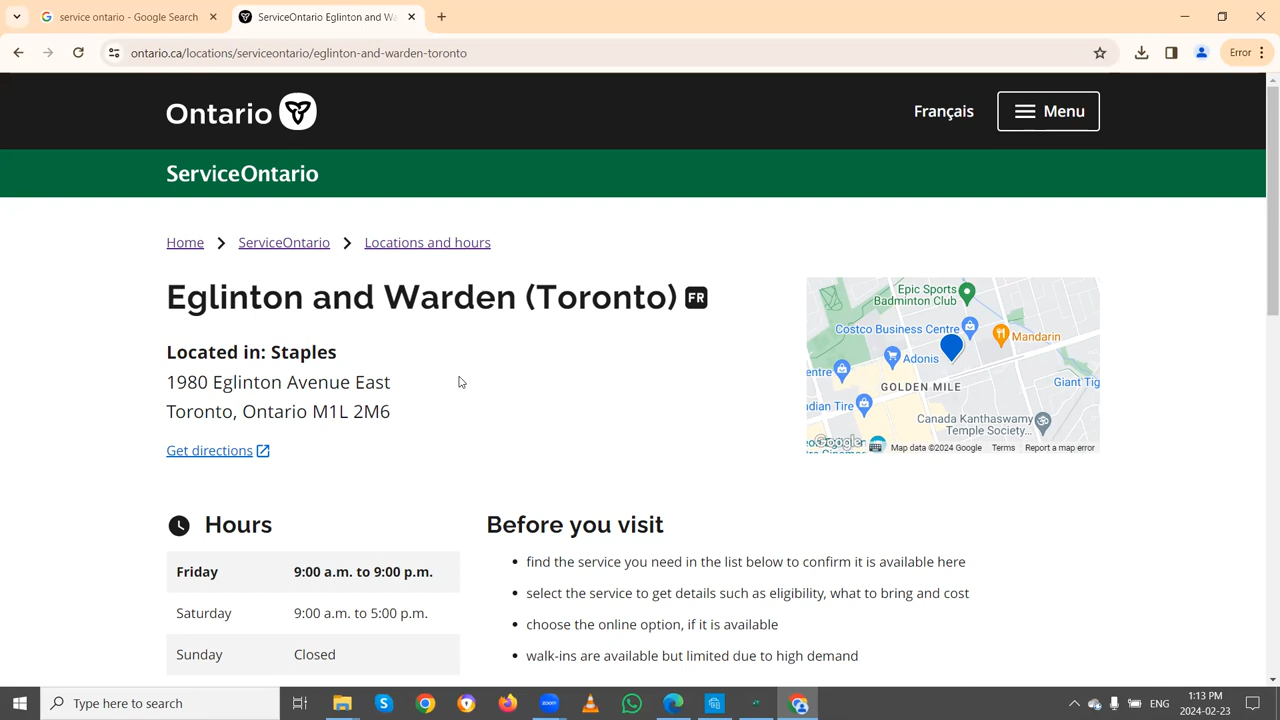 service ontario - Google Search
ServiceOntario Eglinton and Wa
ontario.ca/locations/serviceontario/eglinton-and-warden-toronto
Error
Ontario
Français
Menu
ServiceOntario
Home
ServiceOntario
Locations and hours
Eglinton and Warden (Toronto) FR
Located in: Staples
1980 Eglinton Avenue East
Toronto, Ontario M1L 2M6
Get directions
Epic Sports
Badminton Club
Costco Business Centre
Mandarin
Adonis
entre
GOLDEN MILE
Giant Tig
dian Tire
Canada Kanthaswamy
Temple Society...
Google
Map data ©2024 Google
Terms
Report a map error
Hours
Friday 9:00 a.m. to 9:00 p.m.
Saturday 9:00 a.m. to 5:00 p.m.
Sunday Closed
Before you visit
• find the service you need in the list below to confirm it is available here
• select the service to get details such as eligibility, what to bring and cost
• choose the online option, if it is available
• walk-ins are available but limited due to high demand
Type here to search
zoom
ENG
1:13 PM
2024-02-23